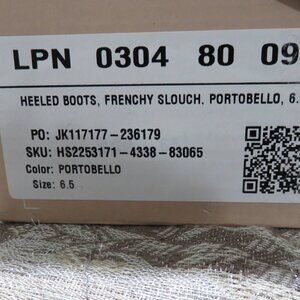 LPN 0304 80 09
HEELED BOOTS, FRENCHY SLOUCH, PORTOBELLO, 6.
PO: JK117177-236179
SKU: HS2253171-4338-83065
Color: PORTOBELLO
Size: 6.5